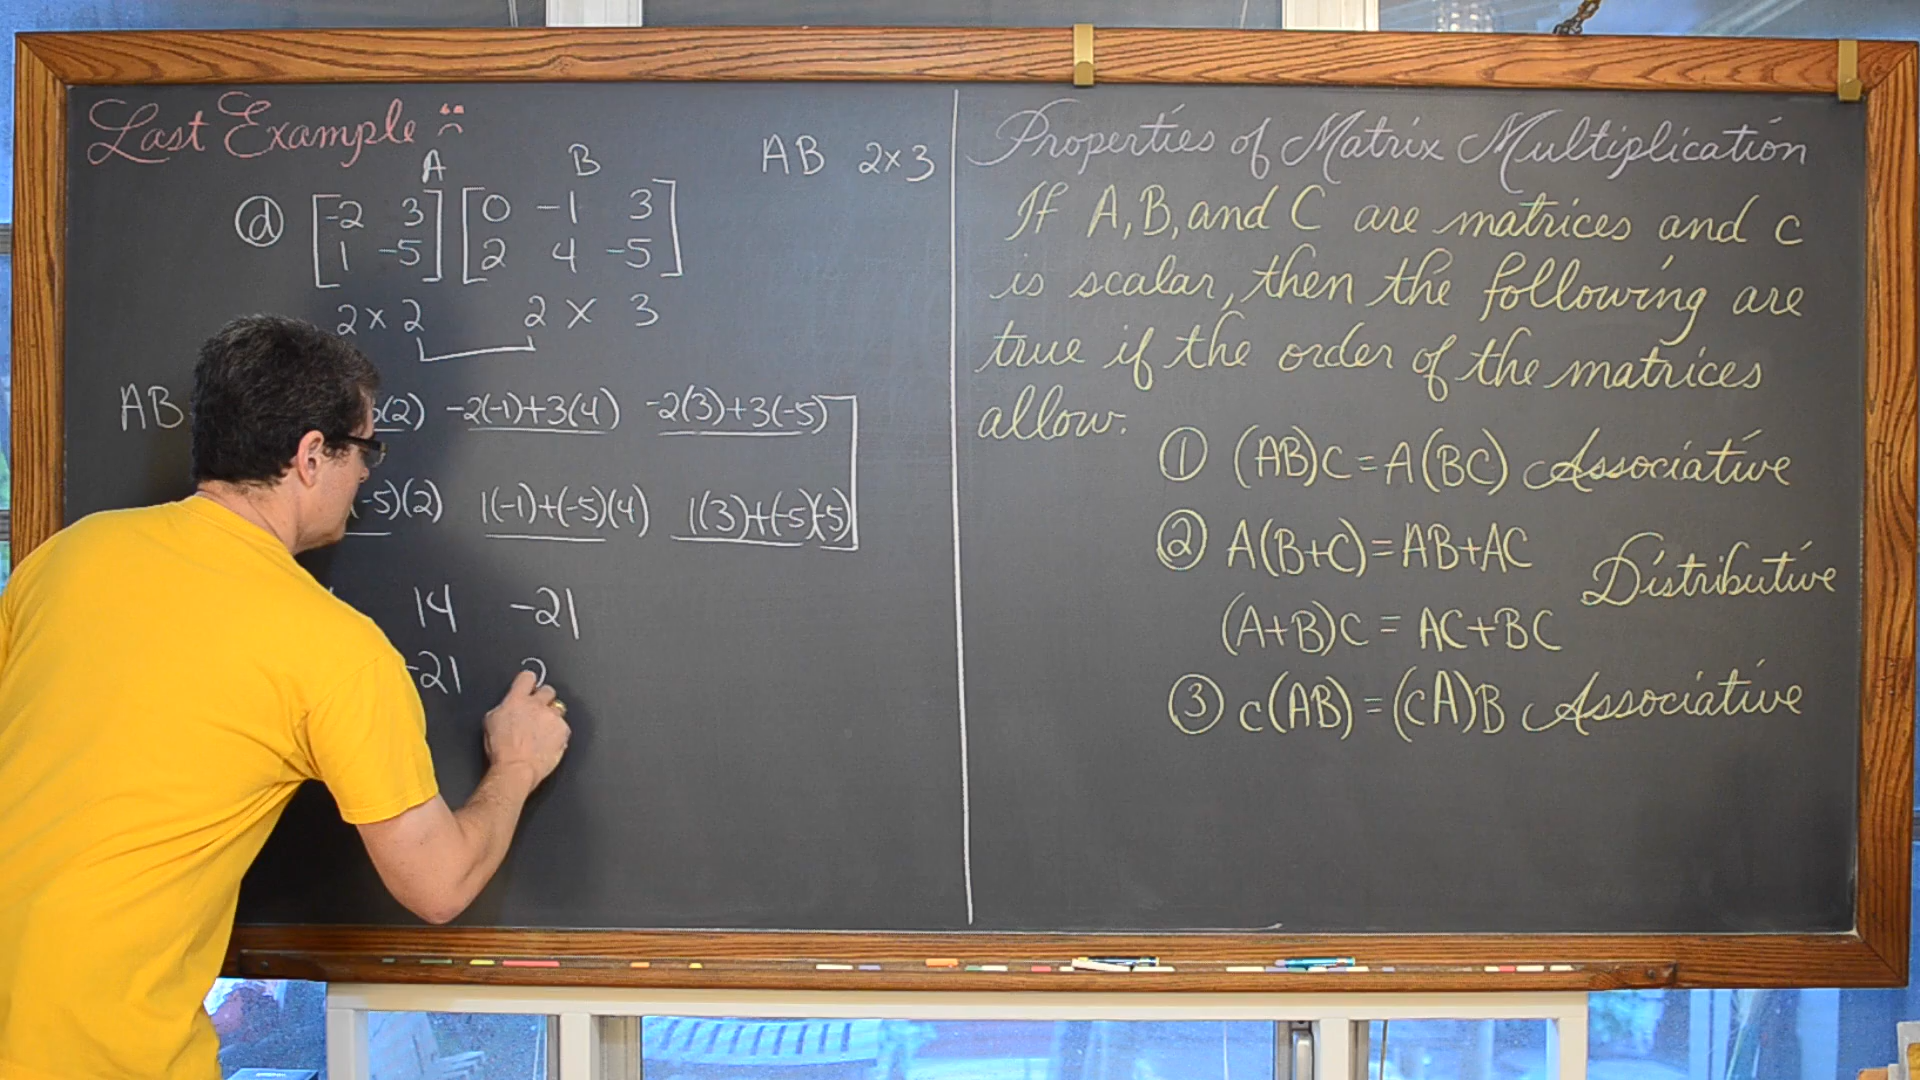 Last Example
A B AB 2×3
ⓓ [-2 3] [0 -1 3]
[1 -5] [2 4 -5]
2×2 2 × 3
AB (2) -2(-1)+3(4) -2(3)+3(-5)
-5)(2) 1(-1)+(-5)(4) 1(3)+(-5)(-5)
14 -21
-21 2
Properties of Matrix Multiplication
If A, B, and C are matrices and c
is scalar, then the following are
true if the order of the matrices
allow.
① (AB)C=A(BC) Associative
② A(B+C)=AB+AC
Distributive
(A+B)C = AC+BC
③ c(AB)=(cA)B Associative